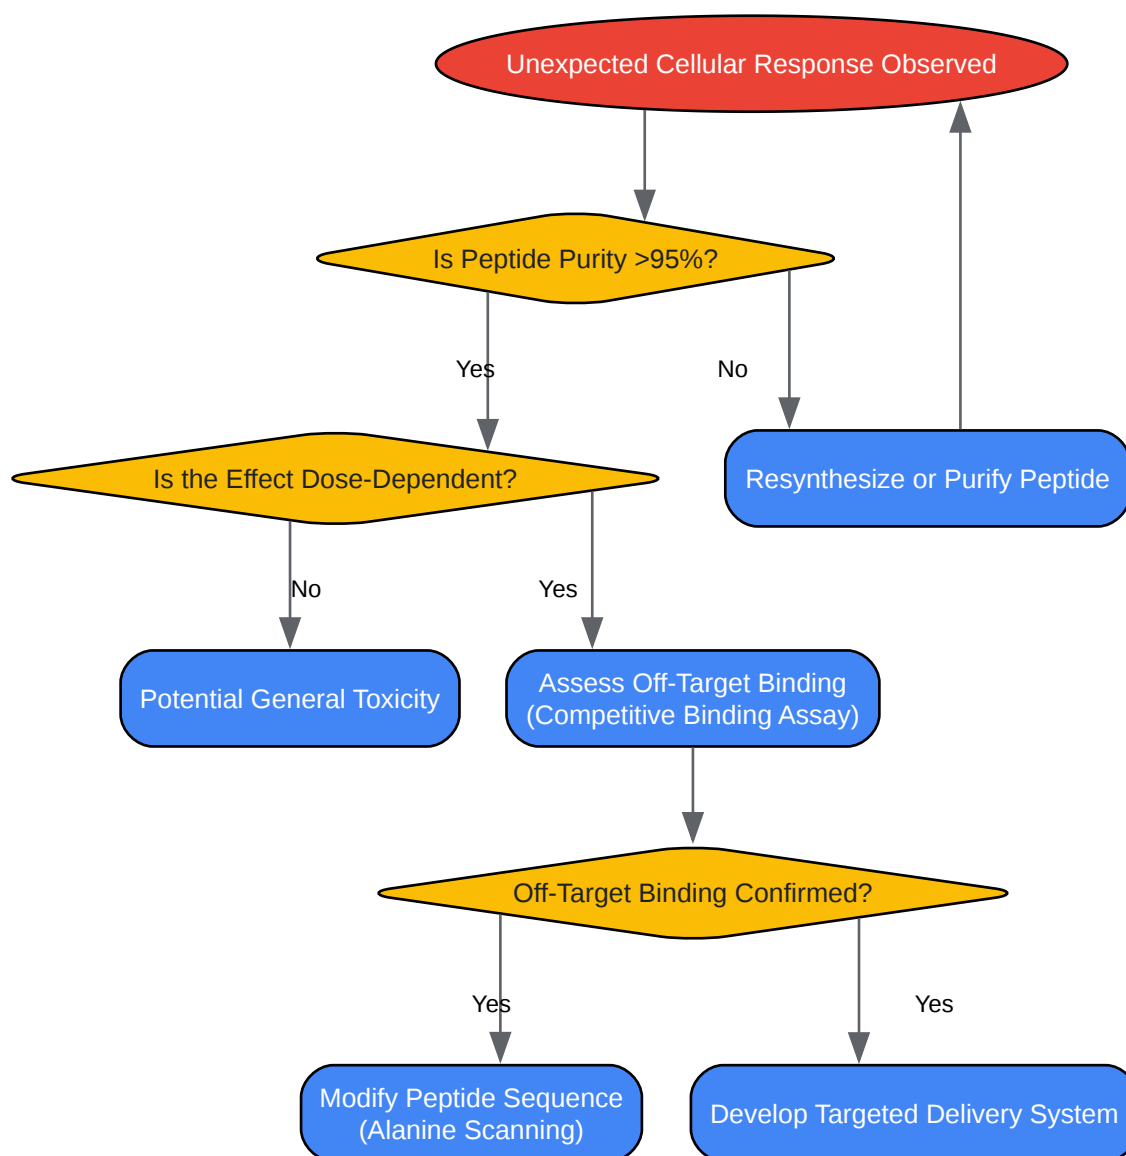 Unexpected Cellular Response Observed
Is Peptide Purity >95%?
Yes
No
Is the Effect Dose-Dependent?
Resynthesize or Purify Peptide
No
Yes
Potential General Toxicity
Assess Off-Target Binding
(Competitive Binding Assay)
Off-Target Binding Confirmed?
Yes
Yes
Modify Peptide Sequence
(Alanine Scanning)
Develop Targeted Delivery System